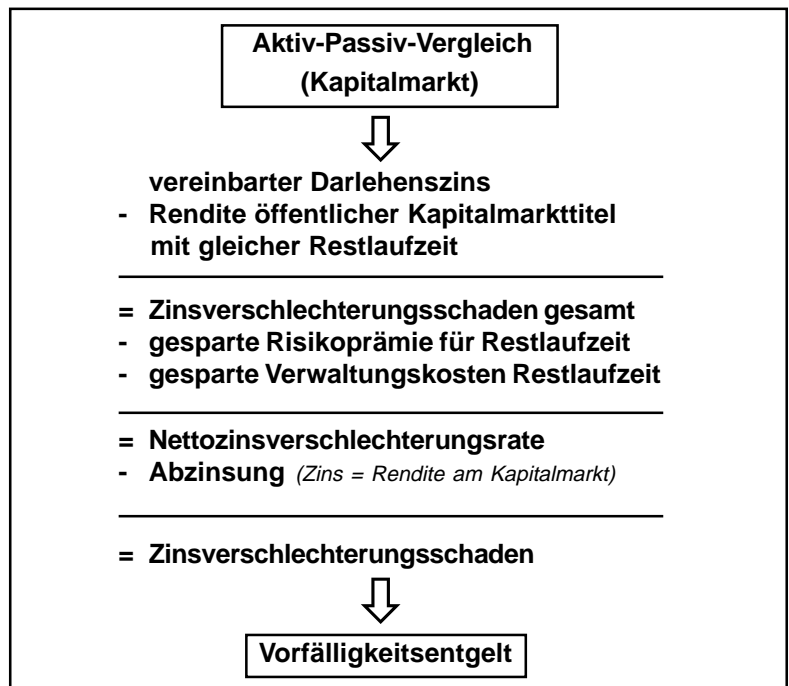 Aktiv-Passiv-Vergleich
(Kapitalmarkt)
vereinbarter Darlehenszins
- Rendite öffentlicher Kapitalmarkttitel
mit gleicher Restlaufzeit
= Zinsverschlechterungsschaden gesamt
- gesparte Risikoprämie für Restlaufzeit
- gesparte Verwaltungskosten Restlaufzeit
= Nettozinsverschlechterungsrate
- Abzinsung (Zins = Rendite am Kapitalmarkt)
= Zinsverschlechterungsschaden
Vorfälligkeitsentgelt